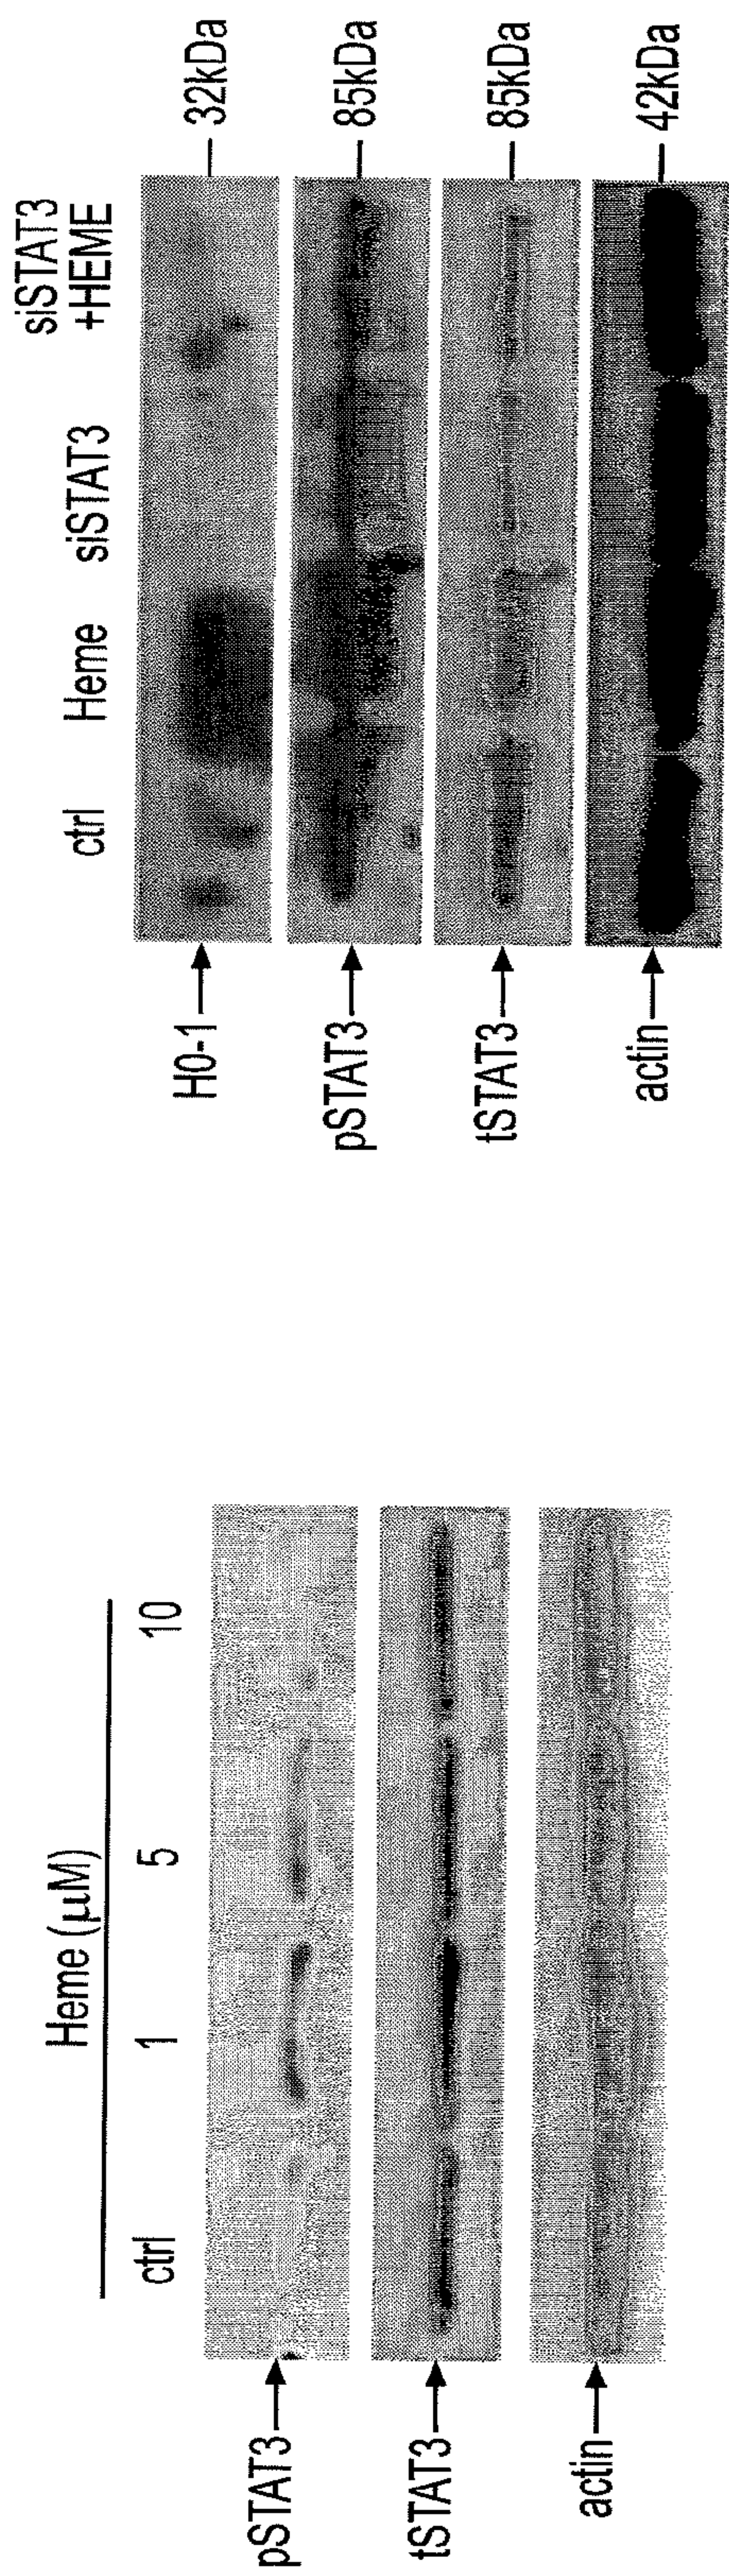 Heme (μM)
ctrl 1 5 10
pSTAT3
tSTAT3
actin
ctrl Heme siSTAT3 siSTAT3
+HEME
H0-1 32kDa
pSTAT3 85kDa
tSTAT3 85kDa
actin 42kDa